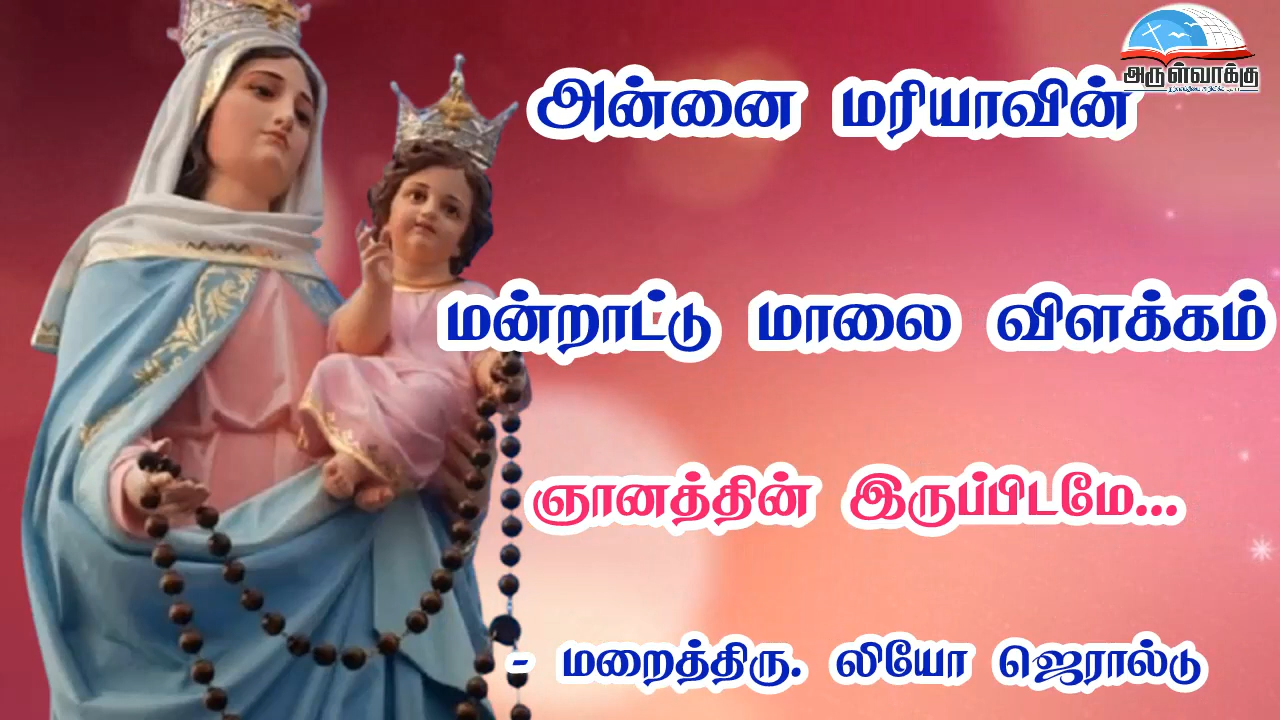 அருள்வாக்கு
அன்னை மரியாவின்
மன்றாட்டு மாலை விளக்கம்
ஞானத்தின் இருப்பிடமே...
- மறைத்திரு. லியோ ஜெரால்டு